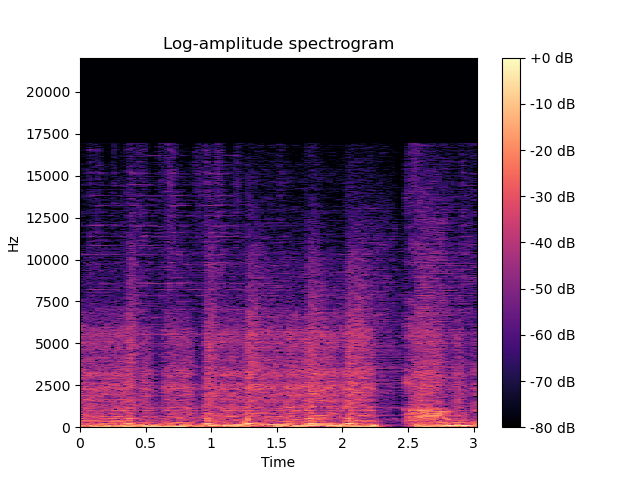 Log-amplitude spectrogram
Hz
20000
17500
15000
12500
10000
7500
5000
2500
0
0 0.5 1 1.5 2 2.5 3
Time
+0 dB
-10 dB
-20 dB
-30 dB
-40 dB
-50 dB
-60 dB
-70 dB
-80 dB